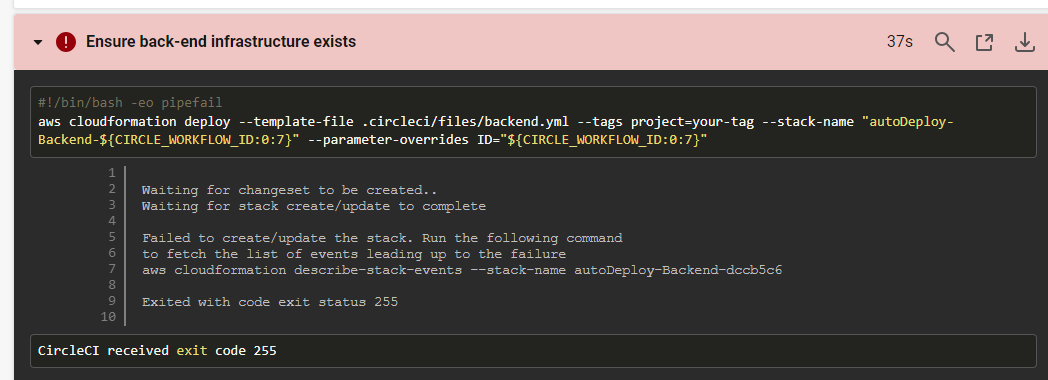 Ensure back-end infrastructure exists 37s
#!/bin/bash -eo pipefail
aws cloudformation deploy --template-file .circleci/files/backend.yml --tags project=your-tag --stack-name "autoDeploy-
Backend-${CIRCLE_WORKFLOW_ID:0:7}" --parameter-overrides ID="${CIRCLE_WORKFLOW_ID:0:7}"
1
2 Waiting for changeset to be created..
3 Waiting for stack create/update to complete
4
5 Failed to create/update the stack. Run the following command
6 to fetch the list of events leading up to the failure
7 aws cloudformation describe-stack-events --stack-name autoDeploy-Backend-dccb5c6
8
9 Exited with code exit status 255
10
CircleCI received exit code 255